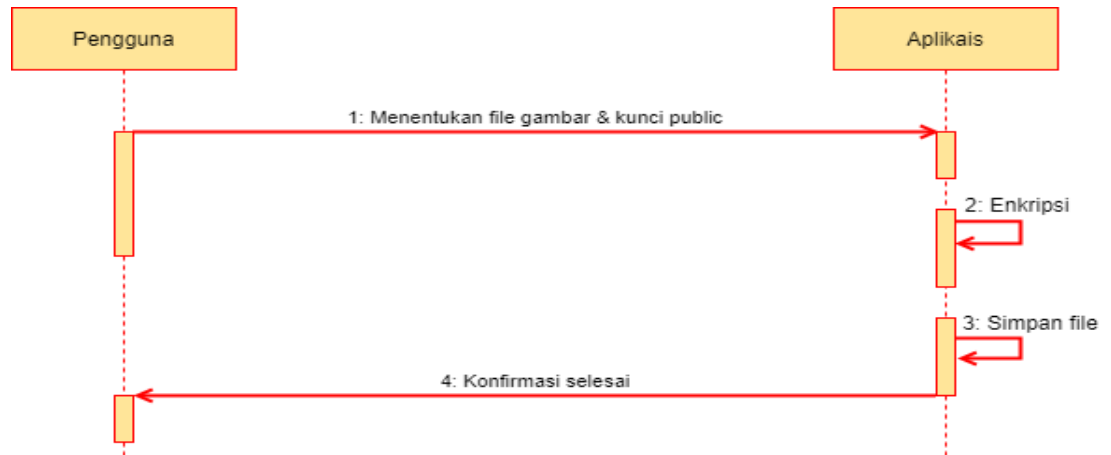 Pengguna
Aplikais
1: Menentukan file gambar & kunci public
2: Enkripsi
3: Simpan file
4: Konfirmasi selesai